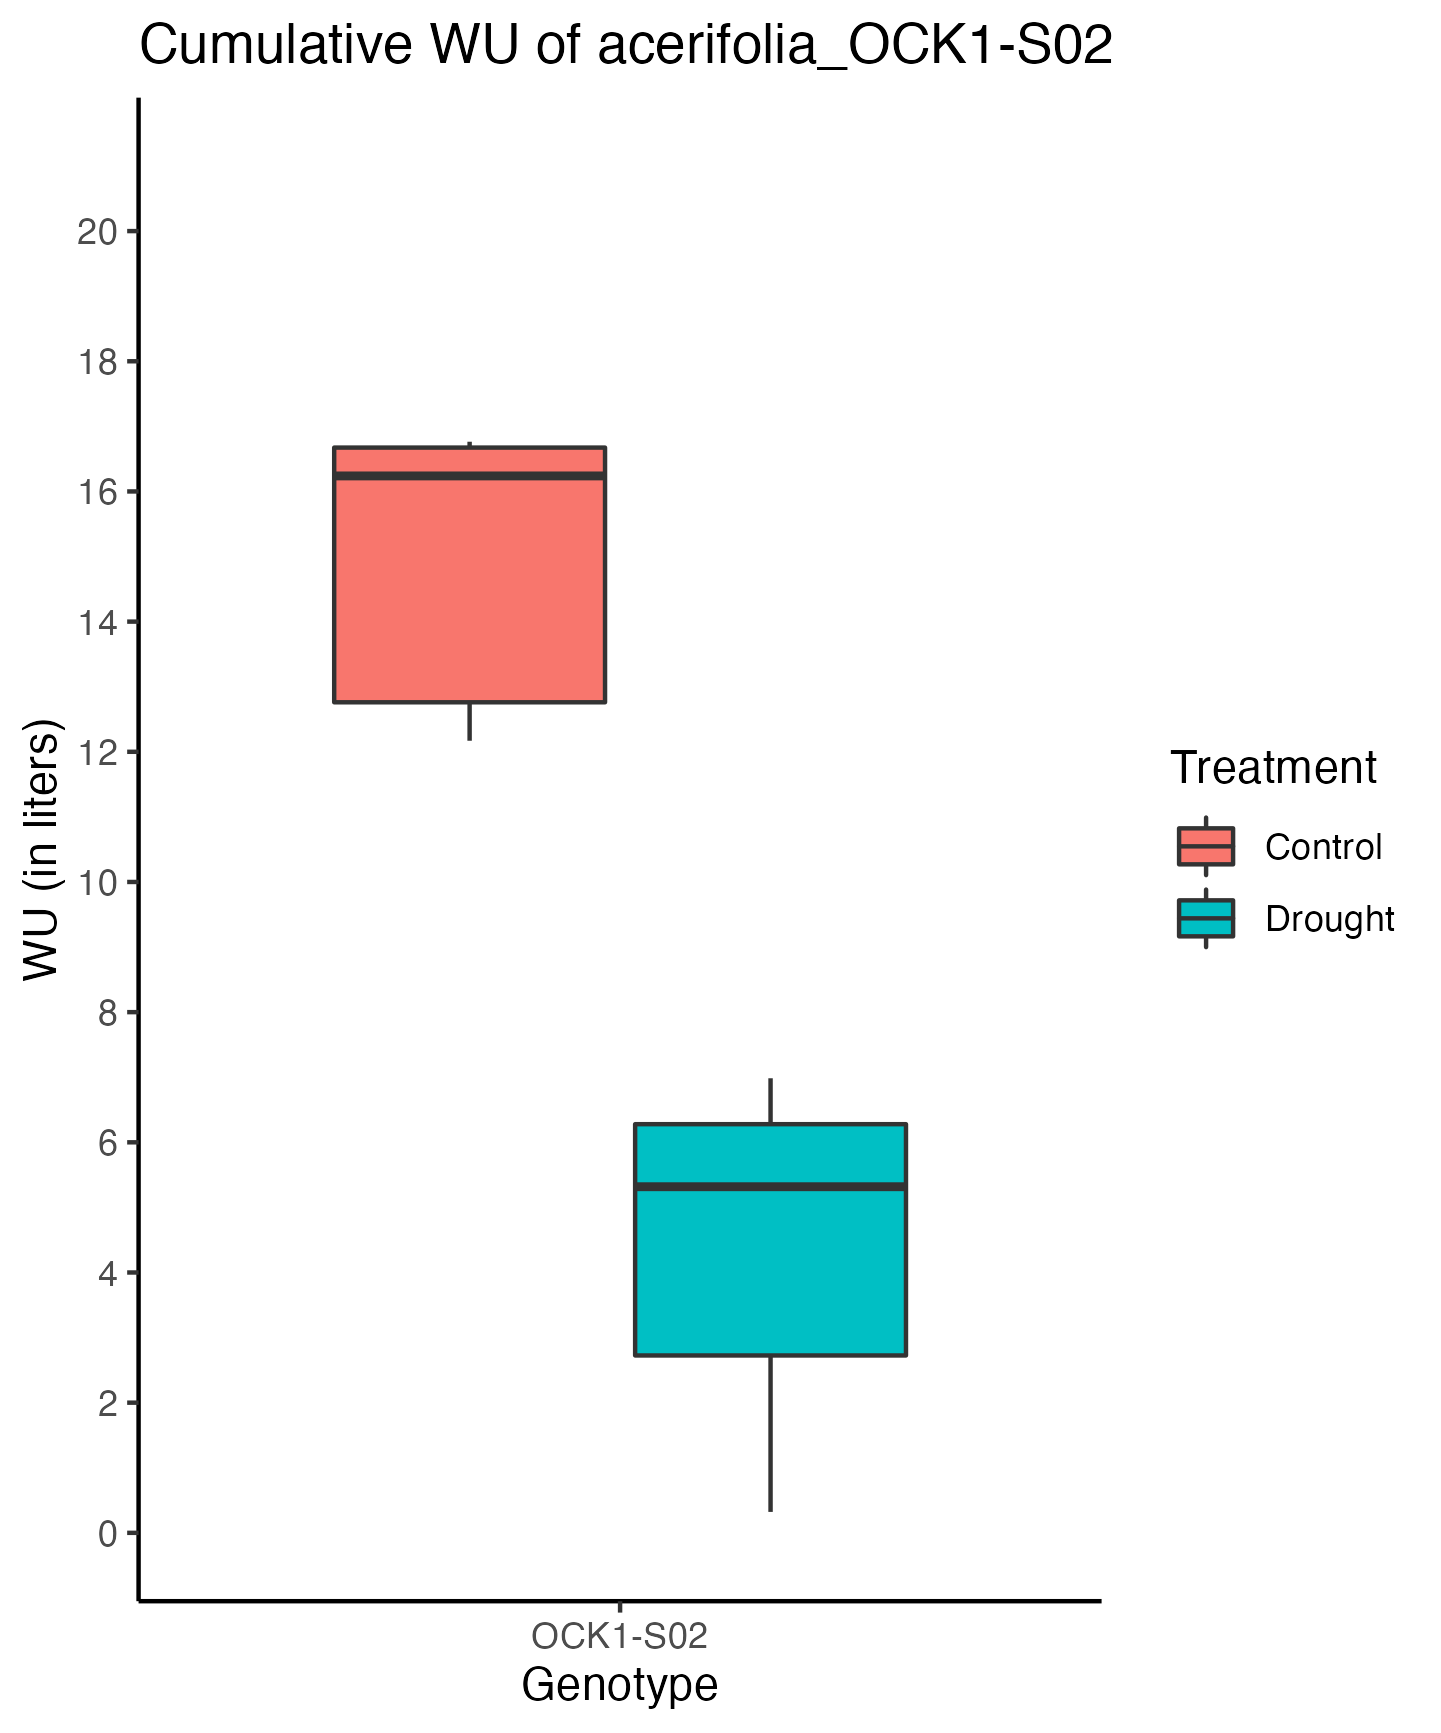 Cumulative WU of acerifolia_OCK1-S02
WU (in liters)
20
18
16
14
12
10
8
6
4
2
0
OCK1-S02
Genotype
Treatment
Control
Drought